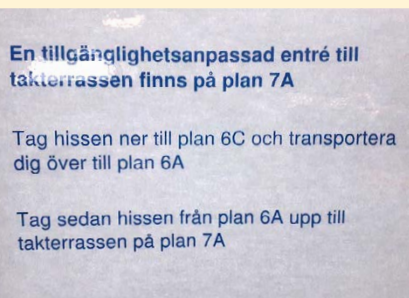 En tillgänglighetsanpassad entré till
takterrassen finns på plan 7A
Tag hissen ner till plan 6C och transportera
dig över till plan 6A
Tag sedan hissen från plan 6A upp till
takterrassen på plan 7A